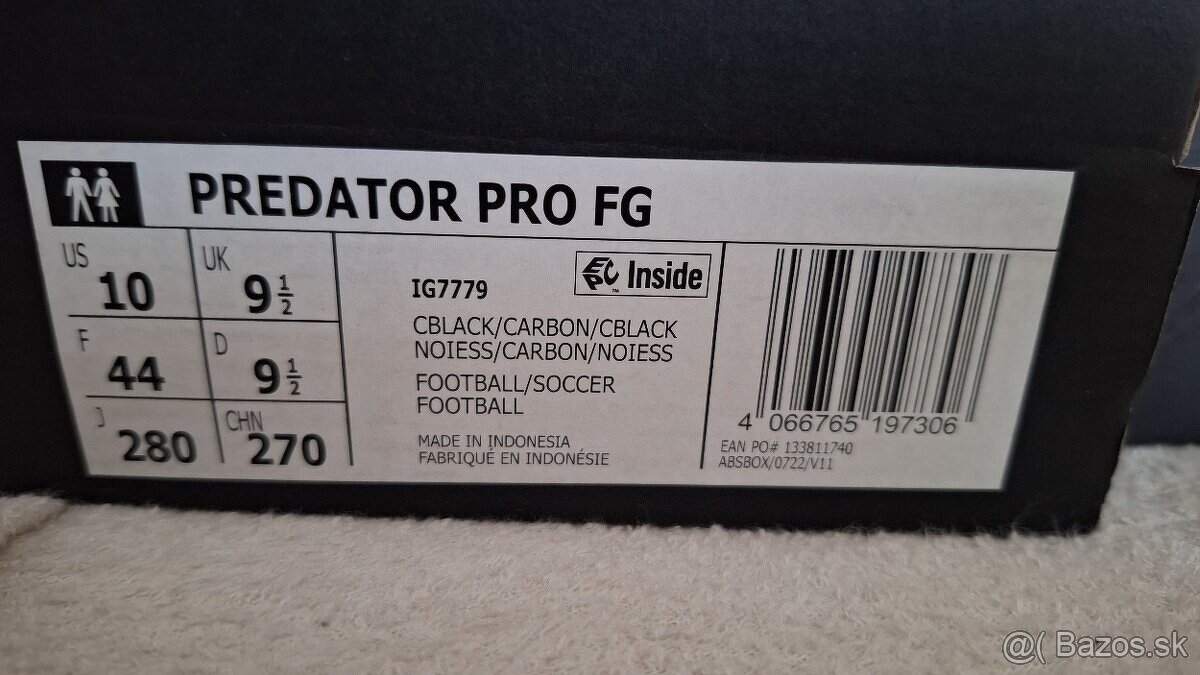 PREDATOR PRO FG
US 10 UK 9 1/2
F 44 D 9 1/2
J 280 CHN 270
IG7779 EPC™ Inside
CBLACK/CARBON/CBLACK
NOIESS/CARBON/NOIESS
FOOTBALL/SOCCER
FOOTBALL
MADE IN INDONESIA
FABRIQUÉ EN INDONÉSIE
4 066765 197306
EAN PO# 133811740
ABSBOX/0722/V11
@( Bazos.sk